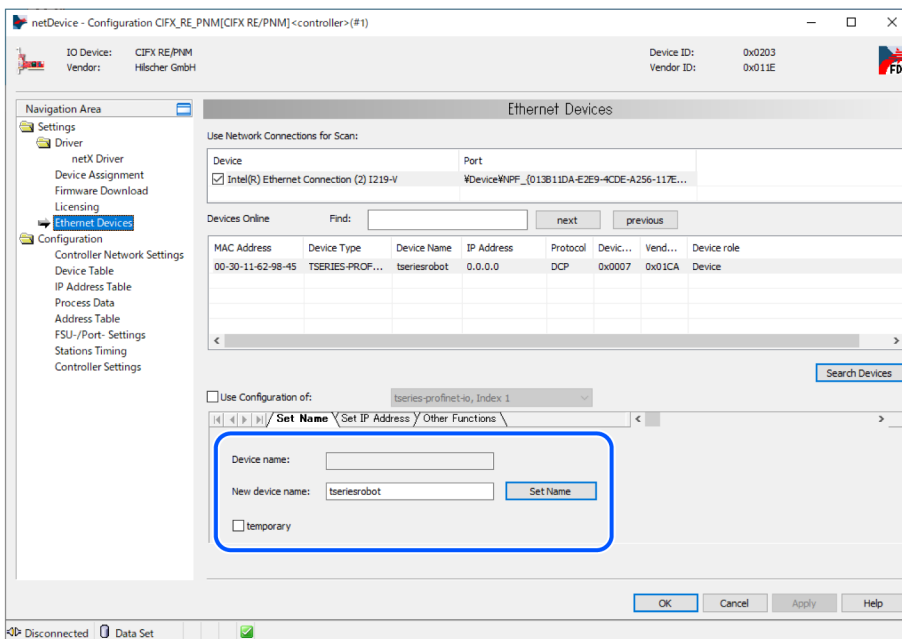 netDevice - Configuration CIFX_RE_PNM[CIFX RE/PNM]<controller>(#1)
IO Device: CIFX RE/PNM Device ID: 0x0203
Vendor: Hilscher GmbH Vendor ID: 0x011E
FD
Navigation Area
Settings
Driver
netX Driver
Device Assignment
Firmware Download
Licensing
Ethernet Devices
Configuration
Controller Network Settings
Device Table
IP Address Table
Process Data
Address Table
FSU-/Port- Settings
Stations Timing
Controller Settings
Ethernet Devices
Use Network Connections for Scan:
Device Port
Intel(R) Ethernet Connection (2) I219-V ¥Device¥NPF_{013B11DA-E2E9-4CDE-A256-117E...
Devices Online Find: next previous
MAC Address Device Type Device Name IP Address Protocol Devic... Vend... Device role
00-30-11-62-98-45 TSERIES-PROF... tseriesrobot 0.0.0.0 DCP 0x0007 0x01CA Device
Search Devices
Use Configuration of: tseries-profinet-io, Index 1
Set Name Set IP Address Other Functions
Device name:
New device name: tseriesrobot Set Name
temporary
OK Cancel Apply Help
Disconnected Data Set